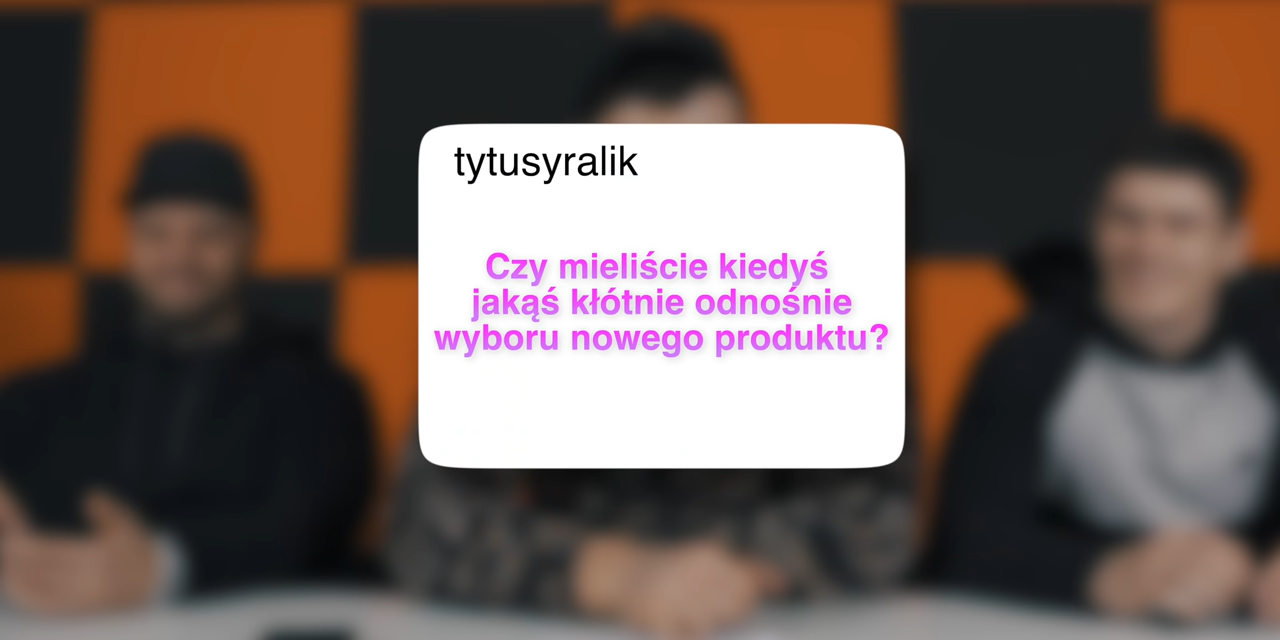 tytusyralik
Czy mieliście kiedyś
jakąś kłótnie odnośnie
wyboru nowego produktu?